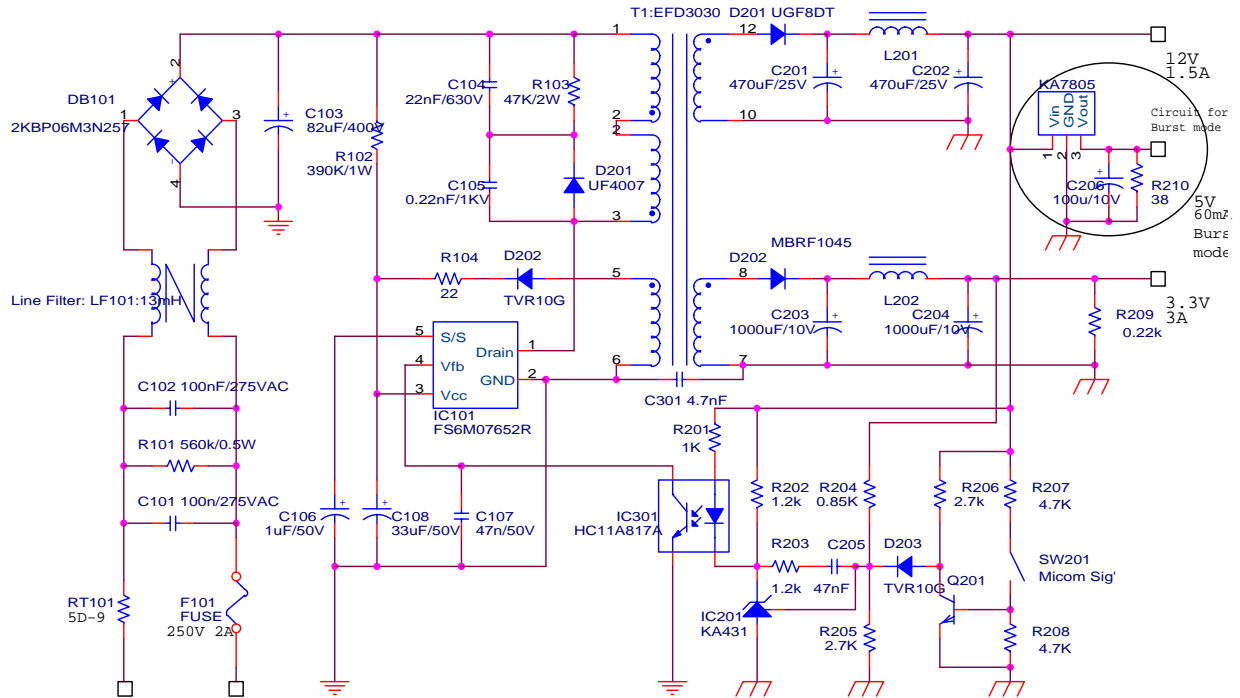 T1:EFD3030 D201 UGF8DT
1 12
2
DB101
1 3
2KBP06M3N257
4
C103
82uF/400V
C104
22nF/630V
R103
47K/2W
R102
390K/1W
2
2
C105
0.22nF/1KV
D201
UF4007
3
10
C201
470uF/25V
L201
C202
470uF/25V
12V
1.5A
KA7805
Vin
GND
Vout
1 2 3
Circuit for
Burst mode
C206
100u/10V
R210
38
5V
60mA
mode
Line Filter: LF101:13mH
R104
22
D202
TVR10G
5
8
D202
MBRF1045
L202
C203
1000uF/10V
C204
1000uF/10V
R209
0.22k
3.3V
3A
5 S/S
4 Vfb
3 Vcc
Drain 1
GND 2
IC101
FS6M07652R
6
7
C301 4.7nF
C102 100nF/275VAC
R101 560k/0.5W
C101 100n/275VAC
RT101
5D-9
F101
FUSE
250V 2A
C106
1uF/50V
C108
33uF/50V
C107
47n/50V
R201
1K
IC301
HC11A817A
R202
1.2k
R204
0.85K
R206
2.7k
R207
4.7K
R203
1.2k
C205
47nF
D203
TVR10G
Q201
SW201
Micom Sig'
IC201
KA431
R205
2.7K
R208
4.7K